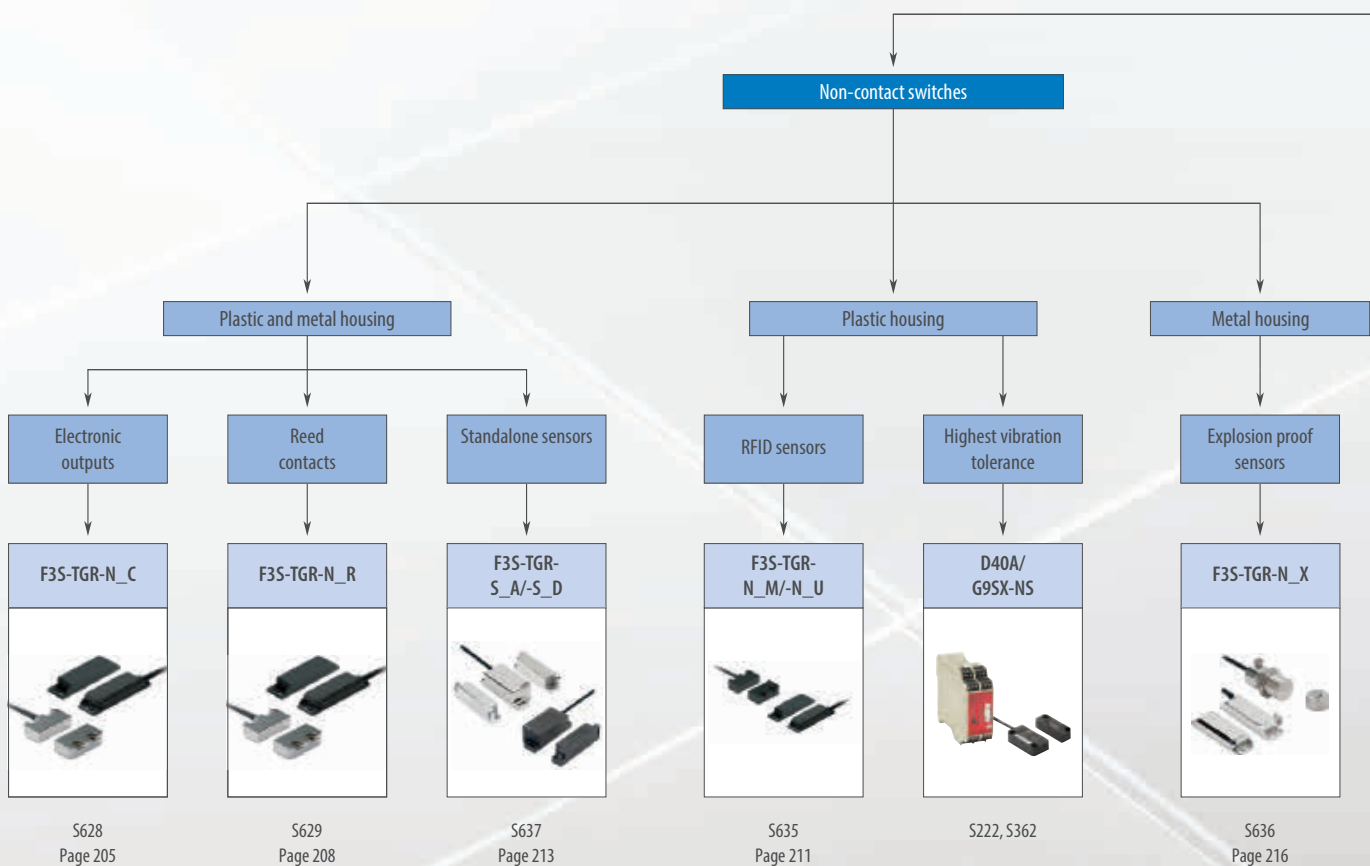 Non-contact switches
Plastic and metal housing
Plastic housing
Metal housing
Electronic
outputs
Reed
contacts
Standalone sensors
RFID sensors
Highest vibration
tolerance
Explosion proof
sensors
F3S-TGR-N_C
F3S-TGR-N_R
F3S-TGR-
S_A/-S_D
F3S-TGR-
N_M/-N_U
D40A/
G9SX-NS
F3S-TGR-N_X
S628
Page 205
S629
Page 208
S637
Page 213
S635
Page 211
S222, S362
S636
Page 216